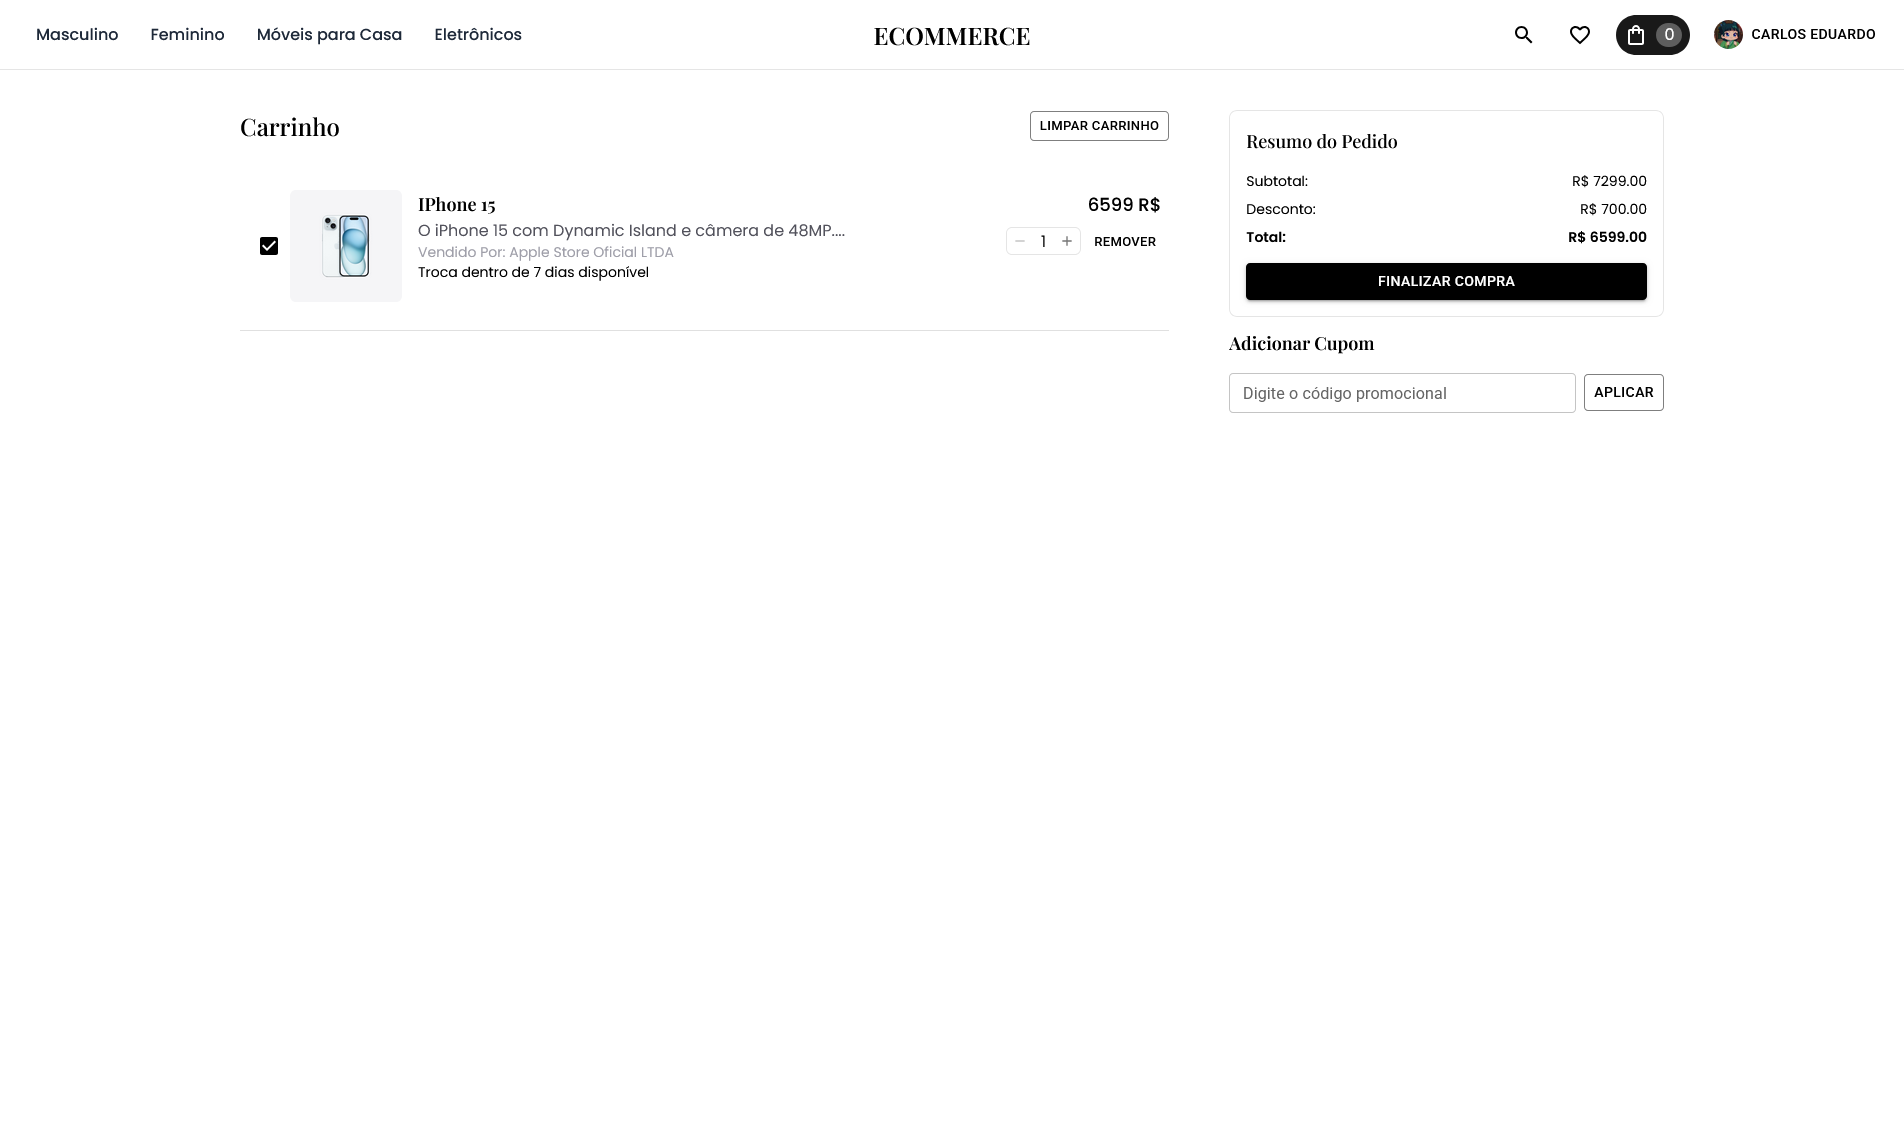 Masculino Feminino Móveis para Casa Eletrônicos ECOMMERCE 0 CARLOS EDUARDO
Carrinho LIMPAR CARRINHO
IPhone 15 6599 R$
O iPhone 15 com Dynamic Island e câmera de 48MP....
1 REMOVER
Vendido Por: Apple Store Oficial LTDA
Troca dentro de 7 dias disponível
Resumo do Pedido
Subtotal: R$ 7299.00
Desconto: R$ 700.00
Total: R$ 6599.00
FINALIZAR COMPRA
Adicionar Cupom
Digite o código promocional APLICAR